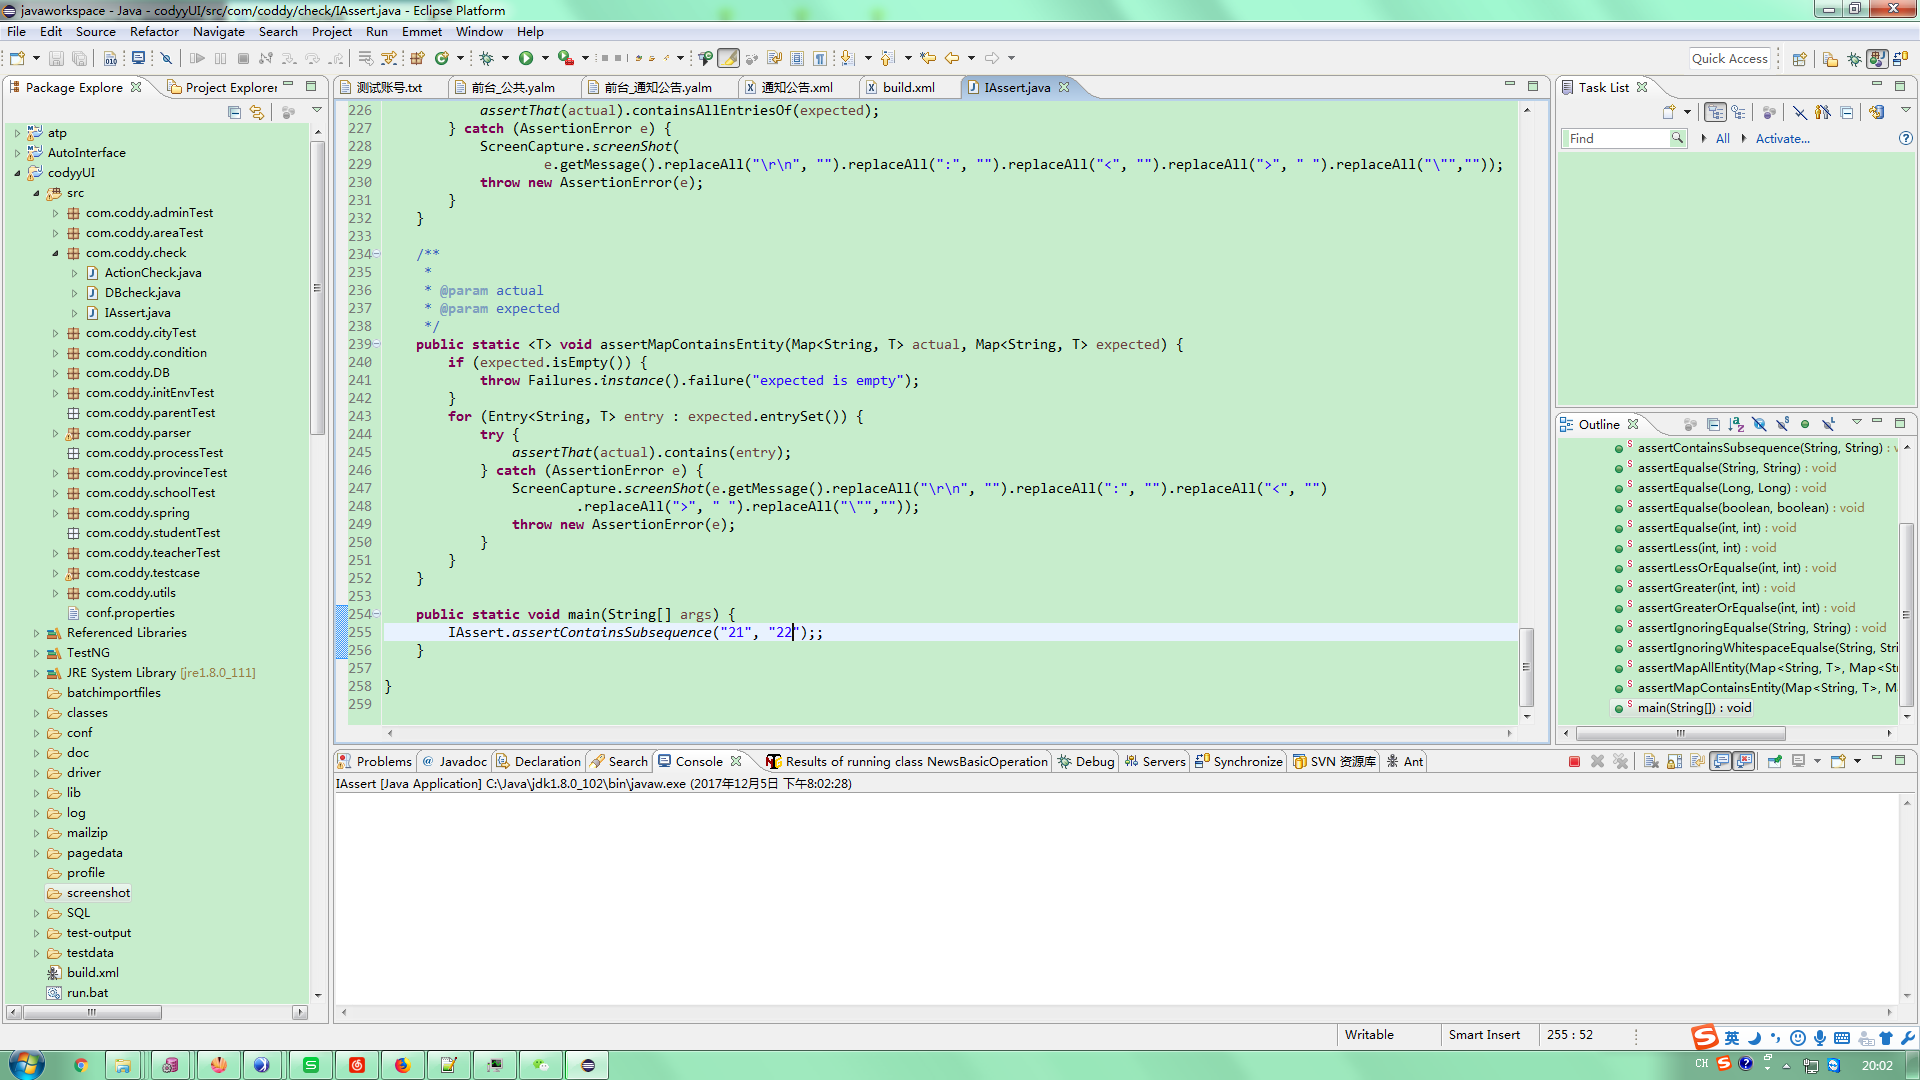 javaworkspace - Java - codyyUI/src/com/coddy/check/IAssert.java - Eclipse Platform
File Edit Source Refactor Navigate Search Project Run Emmet Window Help
Quick Access
Package Explorer
Project Explorer
atp
AutoInterface
codyyUI
src
com.coddy.adminTest
com.coddy.areaTest
com.coddy.check
ActionCheck.java
DBcheck.java
IAssert.java
com.coddy.cityTest
com.coddy.condition
com.coddy.DB
com.coddy.initEnvTest
com.coddy.parentTest
com.coddy.parser
com.coddy.processTest
com.coddy.provinceTest
com.coddy.schoolTest
com.coddy.spring
com.coddy.studentTest
com.coddy.teacherTest
com.coddy.testcase
com.coddy.utils
conf.properties
Referenced Libraries
TestNG
JRE System Library [jre1.8.0_111]
batchimportfiles
classes
conf
doc
driver
lib
log
mailzip
pagedata
profile
screenshot
SQL
test-output
testdata
build.xml
run.bat
测试账号.txt
前台_公共.yalm
前台_通知公告.yalm
通知公告.xml
build.xml
IAssert.java
226 assertThat(actual).containsAllEntriesOf(expected);
227 } catch (AssertionError e) {
228 ScreenCapture.screenShot(
229 e.getMessage().replaceAll("\r\n", "").replaceAll(":", "").replaceAll("<", "").replaceAll(">", " ").replaceAll("\"",""));
230 throw new AssertionError(e);
231 }
232 }
233
234 /**
235 *
236 * @param actual
237 * @param expected
238 */
239 public static <T> void assertMapContainsEntity(Map<String, T> actual, Map<String, T> expected) {
240 if (expected.isEmpty()) {
241 throw Failures.instance().failure("expected is empty");
242 }
243 for (Entry<String, T> entry : expected.entrySet()) {
244 try {
245 assertThat(actual).contains(entry);
246 } catch (AssertionError e) {
247 ScreenCapture.screenShot(e.getMessage().replaceAll("\r\n", "").replaceAll(":", "").replaceAll("<", "")
248 .replaceAll(">", " ").replaceAll("\"",""));
249 throw new AssertionError(e);
250 }
251 }
252 }
253
254 public static void main(String[] args) {
255 IAssert.assertContainsSubsequence("21", "22");;
256 }
257
258 }
259
Task List
Find
All
Activate...
Outline
assertContainsSubsequence(String, String) : v
assertEqualse(String, String) : void
assertEqualse(Long, Long) : void
assertEqualse(boolean, boolean) : void
assertEqualse(int, int) : void
assertLess(int, int) : void
assertLessOrEqualse(int, int) : void
assertGreater(int, int) : void
assertGreaterOrEqualse(int, int) : void
assertIgnoringEqualse(String, String) : void
assertIgnoringWhitespaceEqualse(String, Stri
assertMapAllEntity(Map<String, T>, Map<St
assertMapContainsEntity(Map<String, T>, M
main(String[]) : void
Problems
Javadoc
Declaration
Search
Console
Results of running class NewsBasicOperation
Debug
Servers
Synchronize
SVN 资源库
Ant
IAssert [Java Application] C:\Java\jdk1.8.0_102\bin\javaw.exe (2017年12月5日 下午8:02:28)
Writable
Smart Insert
255 : 52
英
CH
20:02